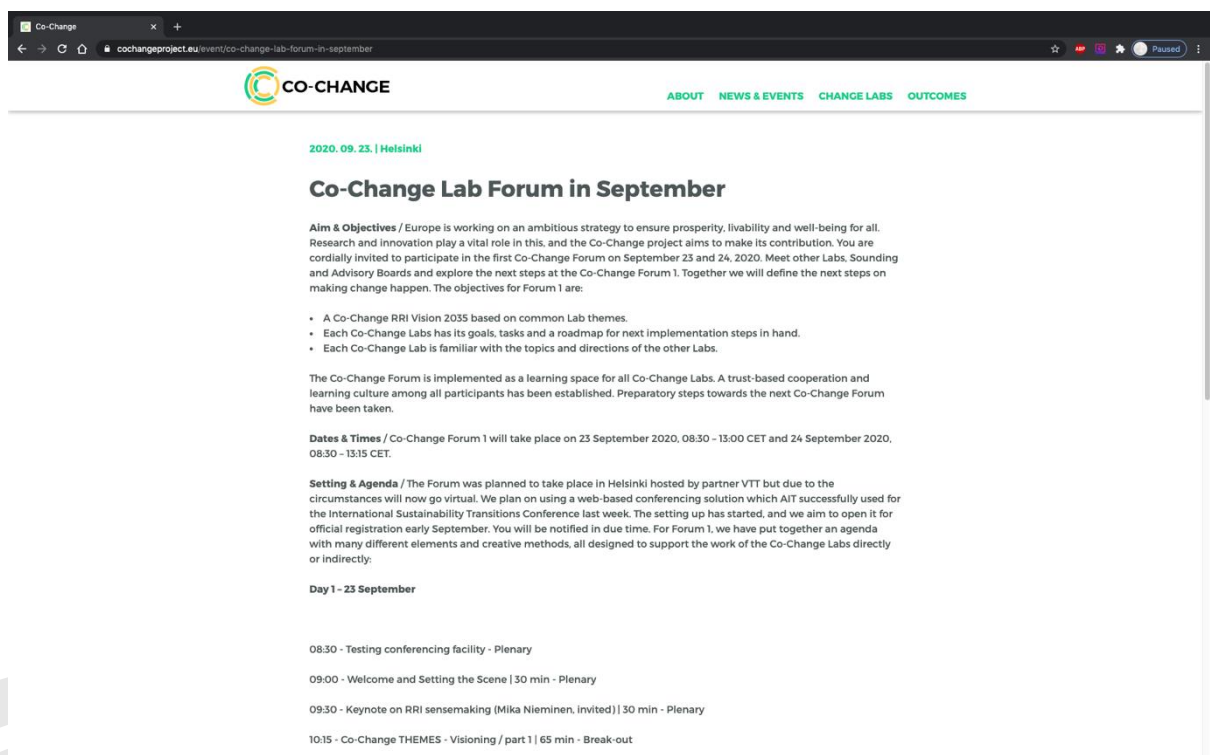 Co-Change
cochangeproject.eu/event/co-change-lab-forum-in-september
ABP
Paused
CO-CHANGE
ABOUT NEWS & EVENTS CHANGE LABS OUTCOMES
2020. 09. 23. | Helsinki
Co-Change Lab Forum in September
Aim & Objectives / Europe is working on an ambitious strategy to ensure prosperity, livability and well-being for all.
Research and innovation play a vital role in this, and the Co-Change project aims to make its contribution. You are
cordially invited to participate in the first Co-Change Forum on September 23 and 24, 2020. Meet other Labs, Sounding
and Advisory Boards and explore the next steps at the Co-Change Forum 1. Together we will define the next steps on
making change happen. The objectives for Forum 1 are:
• A Co-Change RRI Vision 2035 based on common Lab themes.
• Each Co-Change Labs has its goals, tasks and a roadmap for next implementation steps in hand.
• Each Co-Change Lab is familiar with the topics and directions of the other Labs.
The Co-Change Forum is implemented as a learning space for all Co-Change Labs. A trust-based cooperation and
learning culture among all participants has been established. Preparatory steps towards the next Co-Change Forum
have been taken.
Dates & Times / Co-Change Forum 1 will take place on 23 September 2020, 08:30 – 13:00 CET and 24 September 2020,
08:30 – 13:15 CET.
Setting & Agenda / The Forum was planned to take place in Helsinki hosted by partner VTT but due to the
circumstances will now go virtual. We plan on using a web-based conferencing solution which AIT successfully used for
the International Sustainability Transitions Conference last week. The setting up has started, and we aim to open it for
official registration early September. You will be notified in due time. For Forum 1, we have put together an agenda
with many different elements and creative methods, all designed to support the work of the Co-Change Labs directly
or indirectly:
Day 1 – 23 September
08:30 - Testing conferencing facility - Plenary
09:00 - Welcome and Setting the Scene | 30 min - Plenary
09:30 - Keynote on RRI sensemaking (Mika Nieminen, invited) | 30 min - Plenary
10:15 - Co-Change THEMES - Visioning / part 1 | 65 min - Break-out